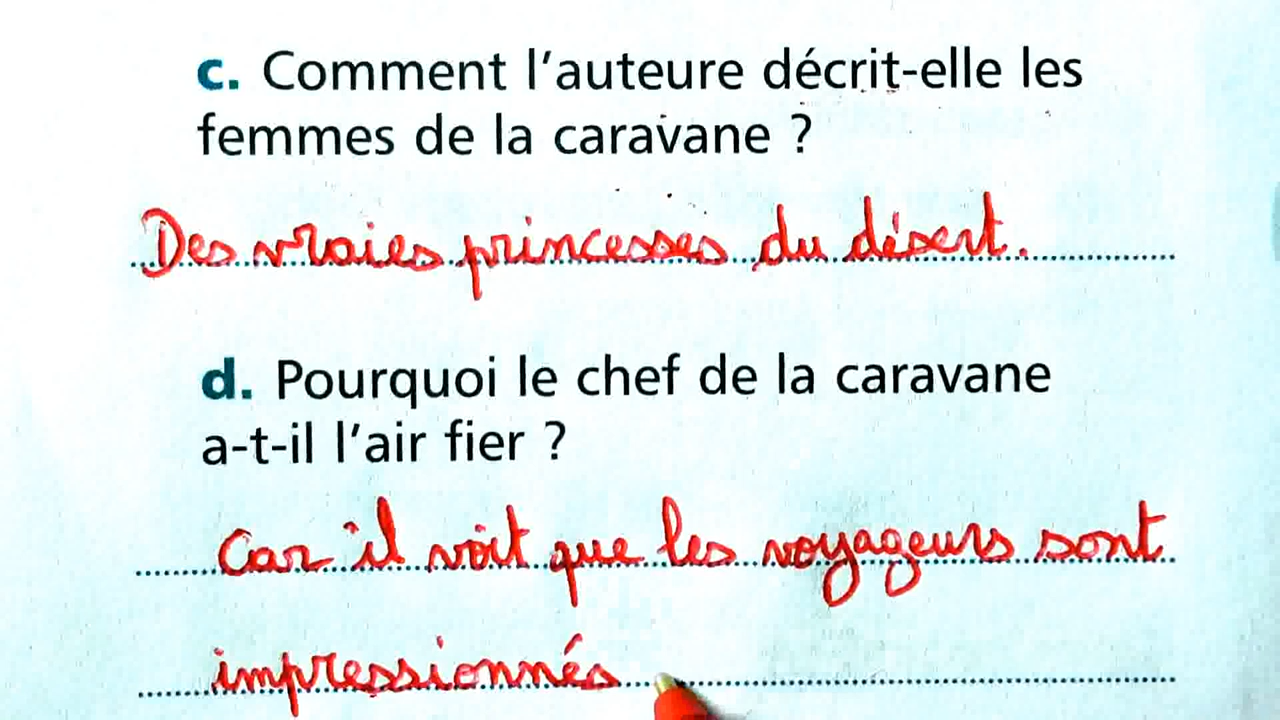 c. Comment l'auteure décrit-elle les
femmes de la caravane ?
Des vraies princesses du désert.
d. Pourquoi le chef de la caravane
a-t-il l'air fier ?
Car il voit que les voyageurs sont
impressionnés